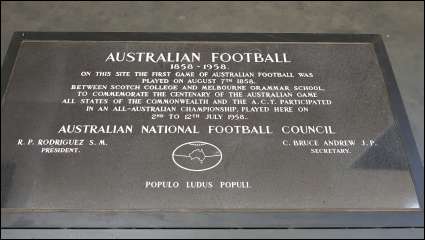 AUSTRALIAN FOOTBALL
1858-1958.
ON THIS SITE THE FIRST GAME OF AUSTRALIAN FOOTBALL WAS
PLAYED ON AUGUST 7TH 1858,
BETWEEN SCOTCH COLLEGE AND MELBOURNE GRAMMAR SCHOOL,
TO COMMEMORATE THE CENTENARY OF THE AUSTRALIAN GAME
ALL STATES OF THE COMMONWEALTH AND THE A.C.T. PARTICIPATED
IN AN ALL-AUSTRALIAN CHAMPIONSHIP, PLAYED HERE ON
2ND TO 12TH JULY 1958.
AUSTRALIAN NATIONAL FOOTBALL COUNCIL
R. P. RODRIGUEZ S. M. C. BRUCE ANDREW J.P.
PRESIDENT. SECRETARY.
POPULO LUDUS POPULI.